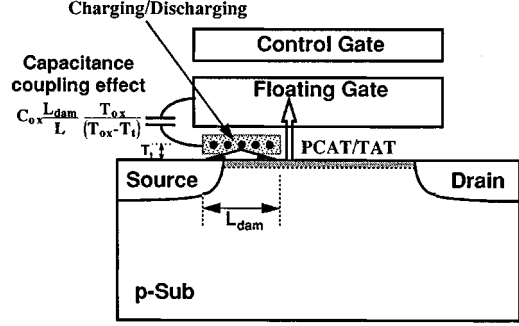 Charging/Discharging
Control Gate
Capacitance
coupling effect
Floating Gate
C_ox L_dam/L T_ox/(T_ox-T_t)
T_t
PCAT/TAT
Source
Drain
L_dam
p-Sub